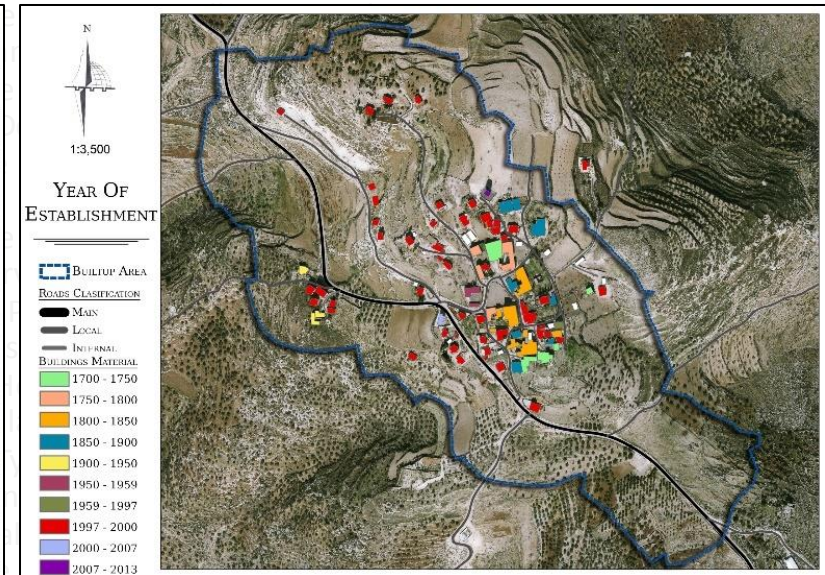 N
1:3,500
YEAR OF
ESTABLISHMENT
BUILTUP AREA
ROADS CLASIFICATION
MAIN
LOCAL
INTERNAL
BUILDINGS MATERIAL
1700 - 1750
1750 - 1800
1800 - 1850
1850 - 1900
1900 - 1950
1950 - 1959
1959 - 1997
1997 - 2000
2000 - 2007
2007 - 2013